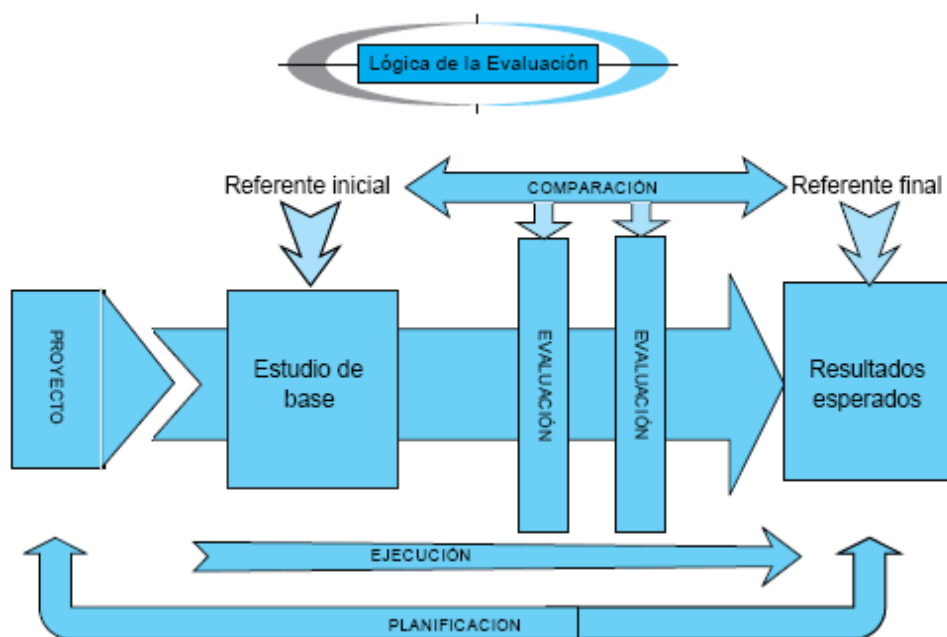 Lógica de la Evaluación
Referente inicial
COMPARACIÓN
Referente final
PROYECTO
Estudio de
base
EVALUACIÓN
EVALUACIÓN
Resultados
esperados
EJECUCIÓN
PLANIFICACION